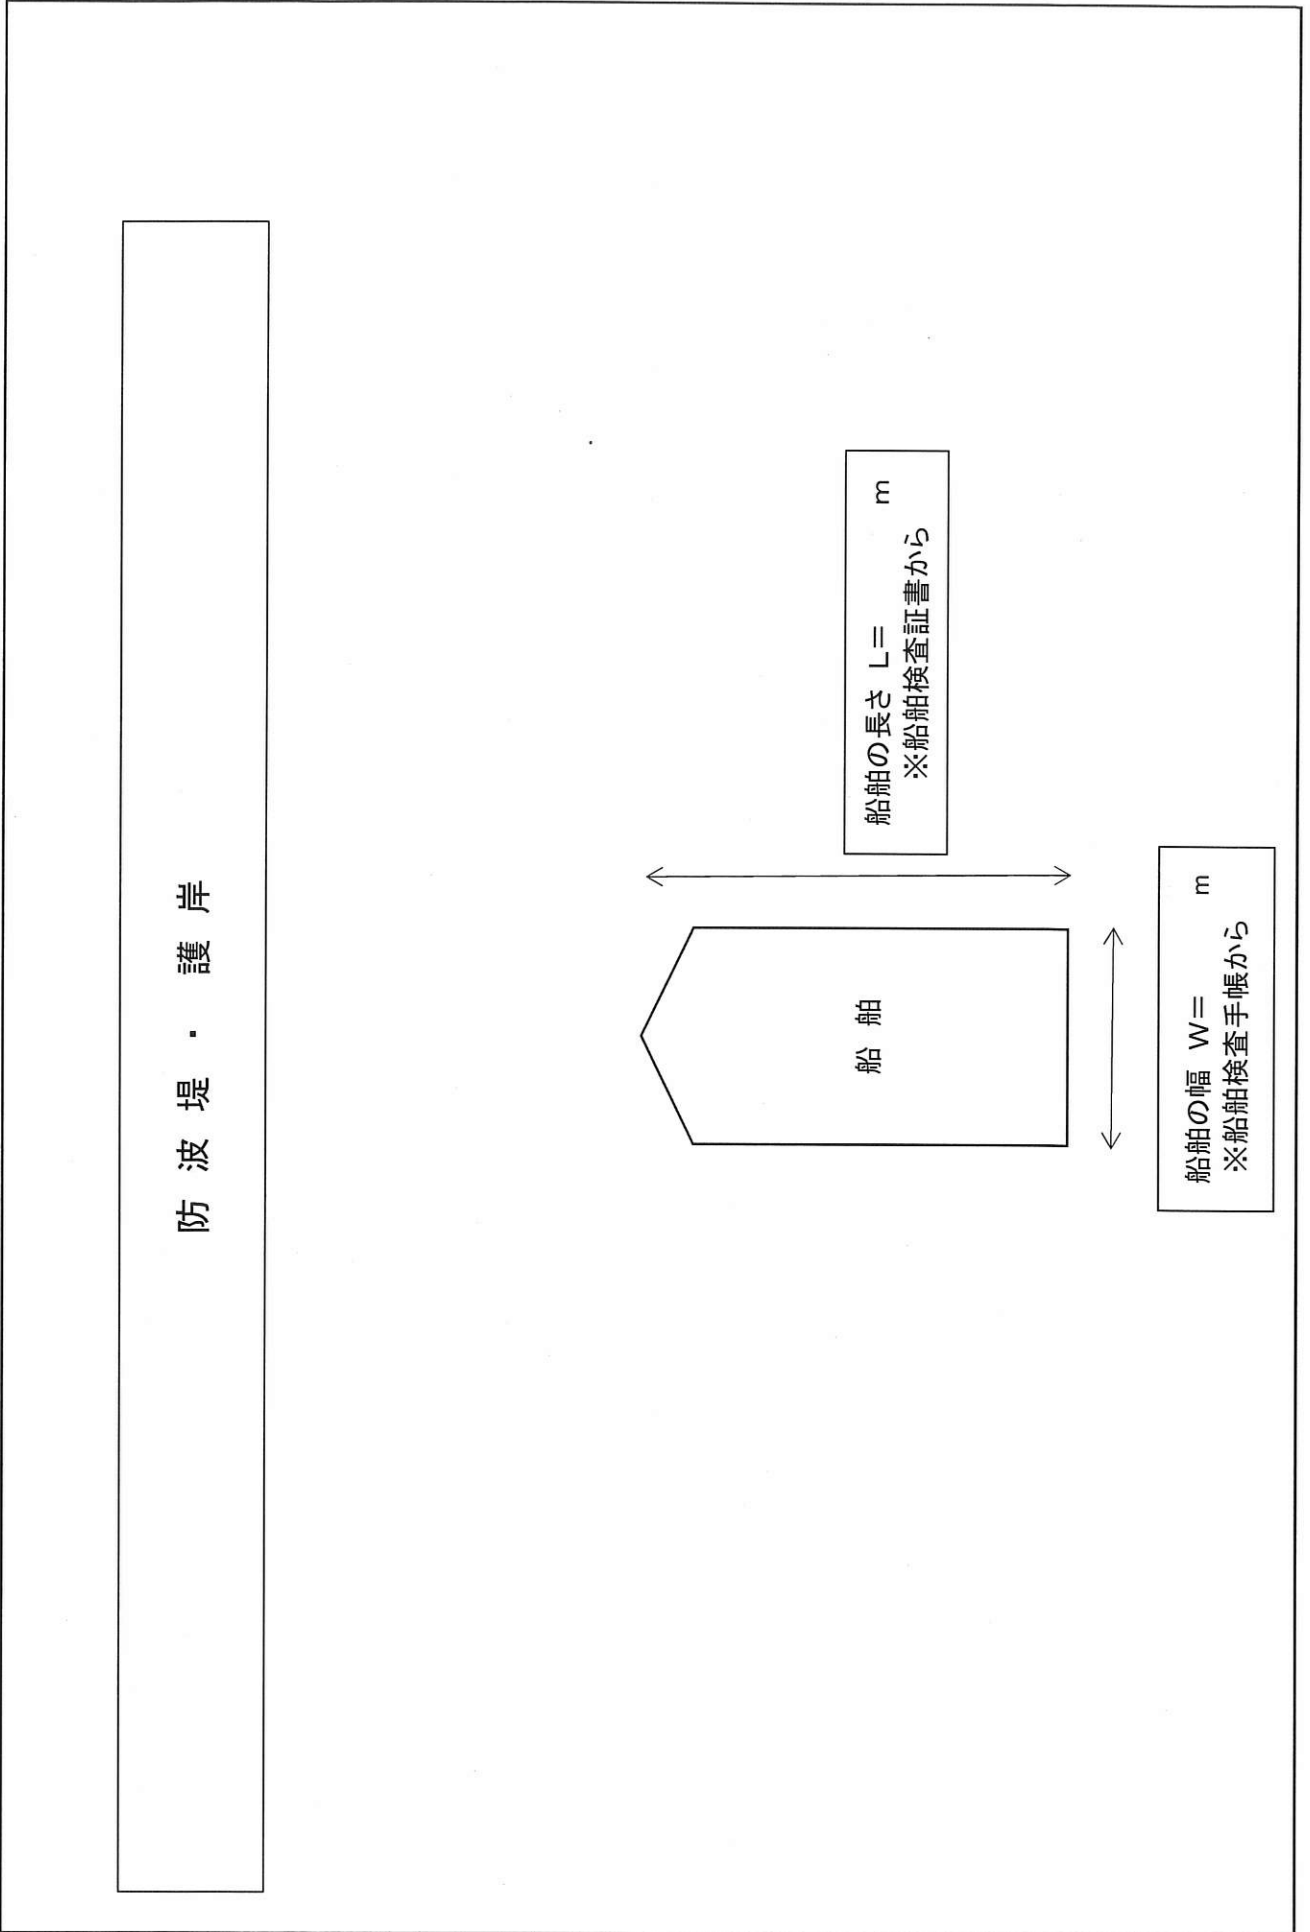 防波堤・護岸
船舶
船舶の長さ L=　　　m
※船舶検査証書から
船舶の幅 W=　　　m
※船舶検査手帳から